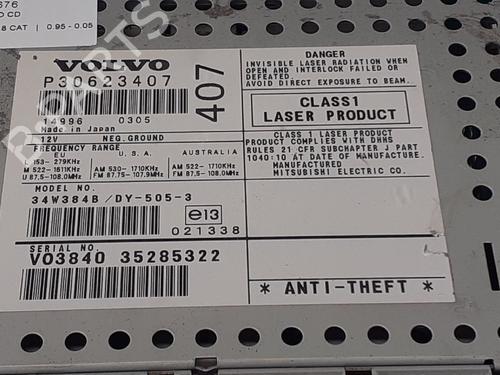 676
O CD
8 CAT | 0.95 - 0.05
VOLVO
P30623407
14996 0305
Made in Japan
407
12V NEG.GROUND
FREQUENCY RANGE
EU U.S.A. AUSTRALIA
L 153-279KHz
M 522-1611KHz AM 530-1710KHz AM 522-1710KHz
U 87.5-108.0MHz FM 87.75-107.9MHz FM 87.5-108.0MHz
MODEL NO.
34W384B/DY-505-3
e13
021338
SERIAL NO.
VO3840 35285322
DANGER
INVISIBLE LASER RADIATION WHEN
OPEN AND INTERLOCK FAILED OR
DEFEATED.
AVOID DIRECT EXPOSURE TO BEAM.
CLASS1
LASER PRODUCT
CLASS 1 LASER PRODUCT
PRODUCT COMPLIES WITH DHHS
RULES 21 CFR SUBCHAPTER J PART
1040:10 AT DATE OF MANUFACTURE.
MANUFACTURED:
MITSUBISHI ELECTRIC CO.
* ANTI-THEFT *